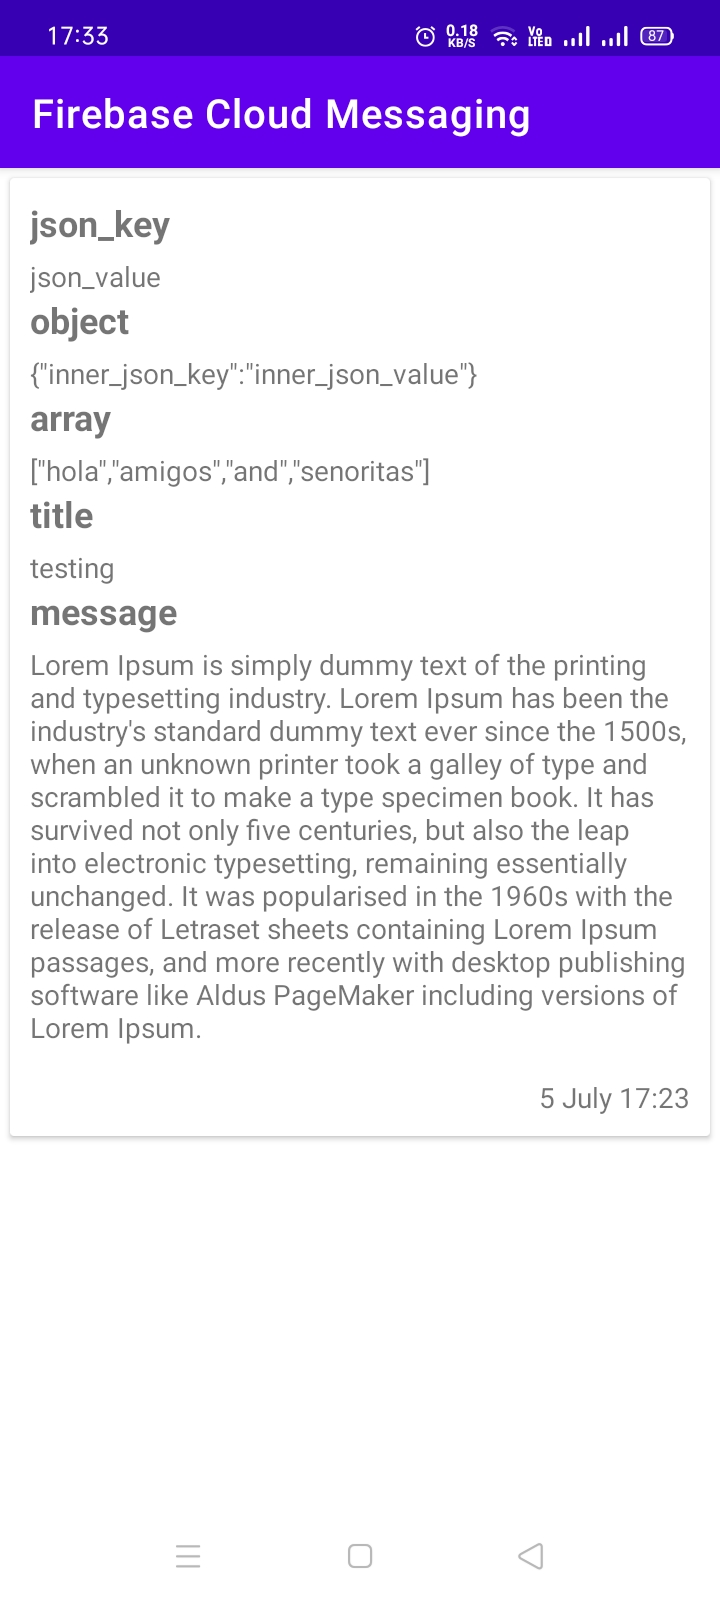 17:33
0.18
KB/S
Vo
LTE
87
Firebase Cloud Messaging
json_key
json_value
object
{"inner_json_key":"inner_json_value"}
array
["hola","amigos","and","senoritas"]
title
testing
message
Lorem Ipsum is simply dummy text of the printing
and typesetting industry. Lorem Ipsum has been the
industry's standard dummy text ever since the 1500s,
when an unknown printer took a galley of type and
scrambled it to make a type specimen book. It has
survived not only five centuries, but also the leap
into electronic typesetting, remaining essentially
unchanged. It was popularised in the 1960s with the
release of Letraset sheets containing Lorem Ipsum
passages, and more recently with desktop publishing
software like Aldus PageMaker including versions of
Lorem Ipsum.
5 July 17:23